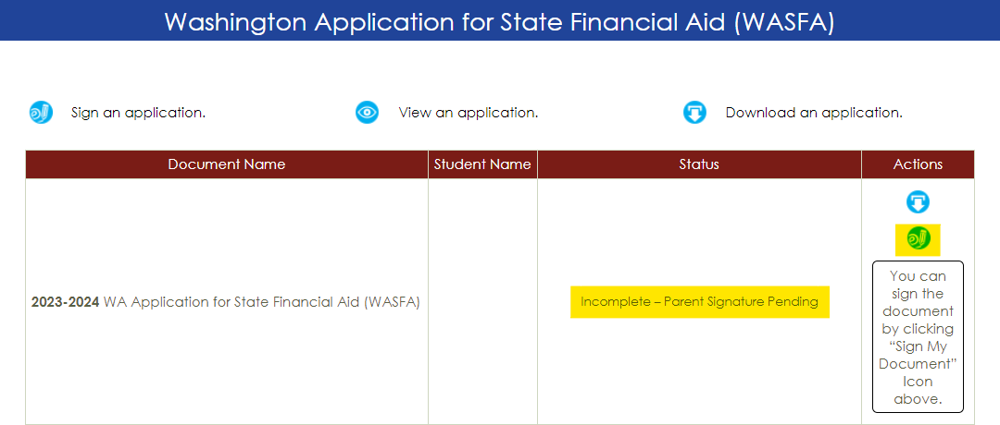 Washington Application for State Financial Aid (WASFA)
Sign an application.
View an application.
Download an application.
Document Name
Student Name
Status
Actions
2023-2024 WA Application for State Financial Aid (WASFA)
Incomplete – Parent Signature Pending
You can
sign the
document
by clicking
“Sign My
Document”
Icon
above.